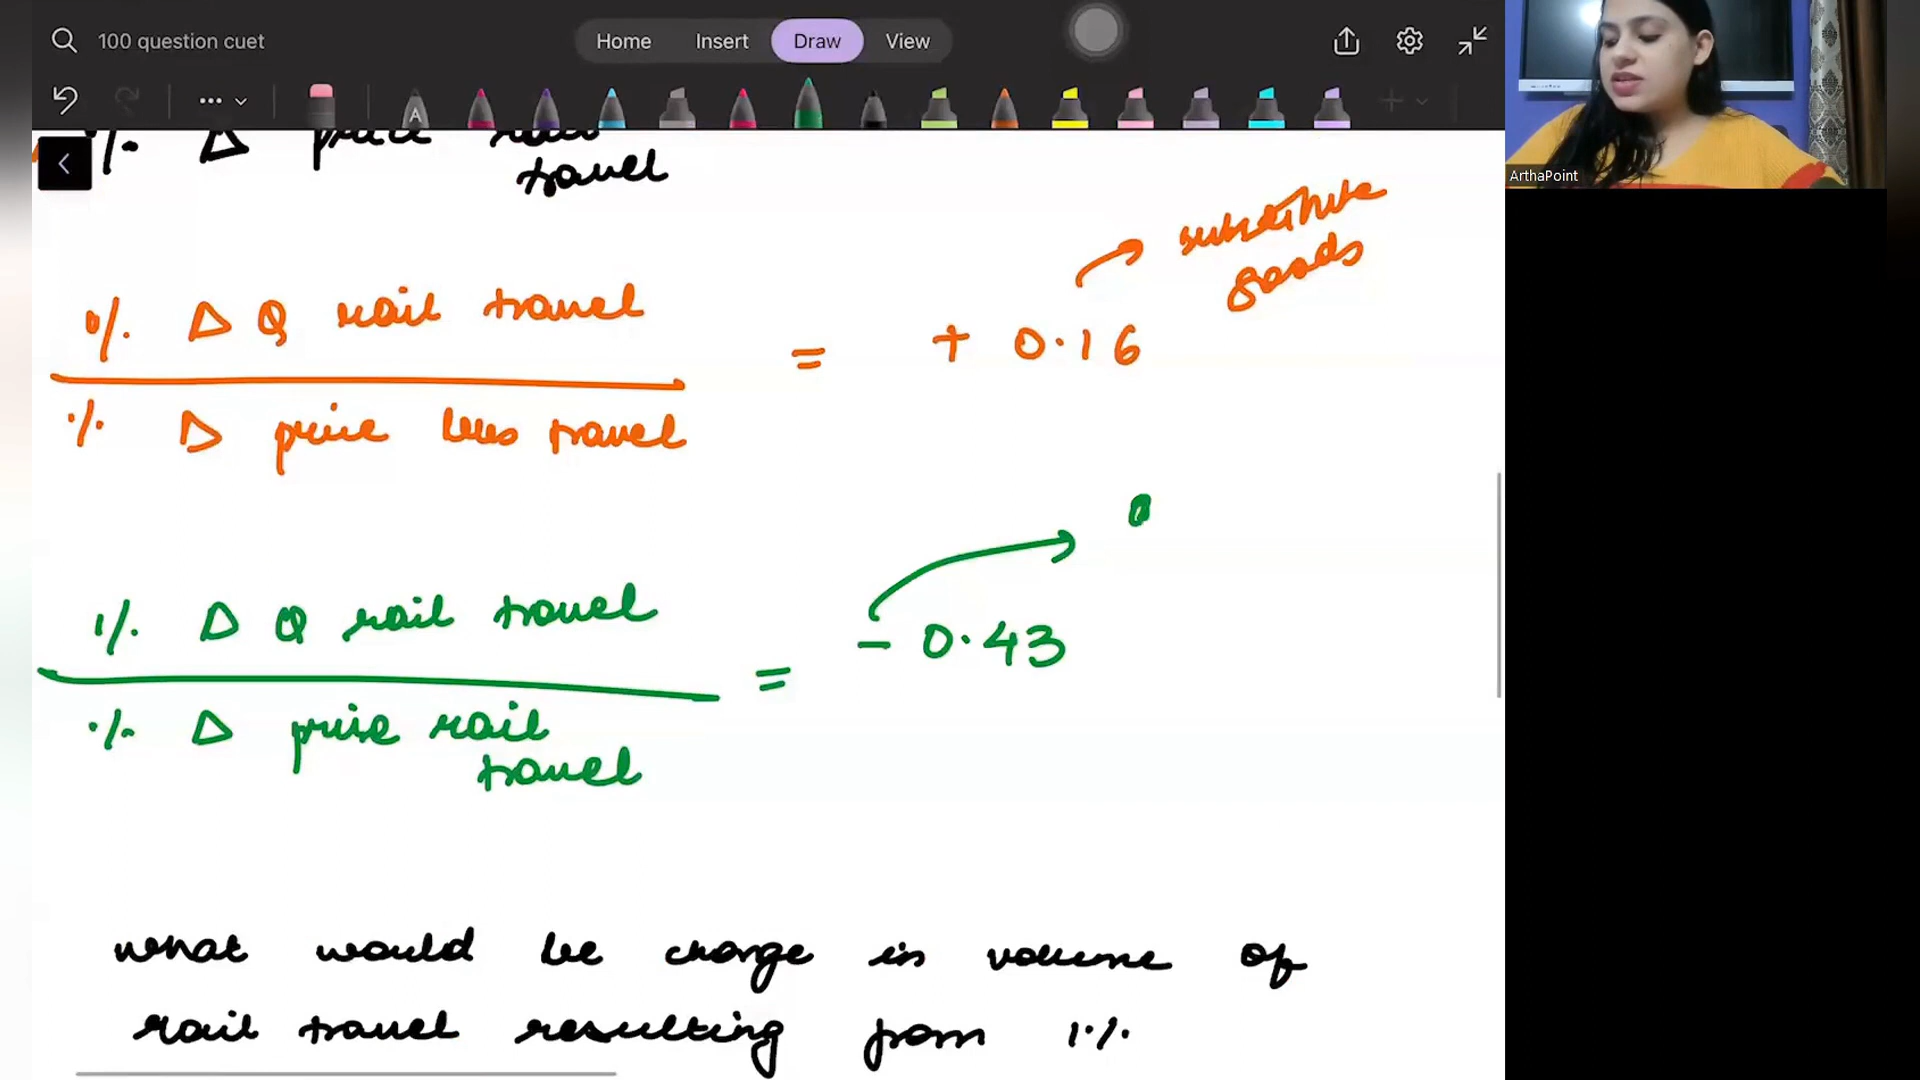 100 question cuet
Home Insert Draw View
A
ArthaPoint
% Δ price
travel
substitute
goods
% Δ Q rail travel
= + 0.16
% Δ price bus travel
% Δ Q rail travel
= - 0.43
% Δ price rail
travel
what would be change in volume of
rail travel resulting from 1%